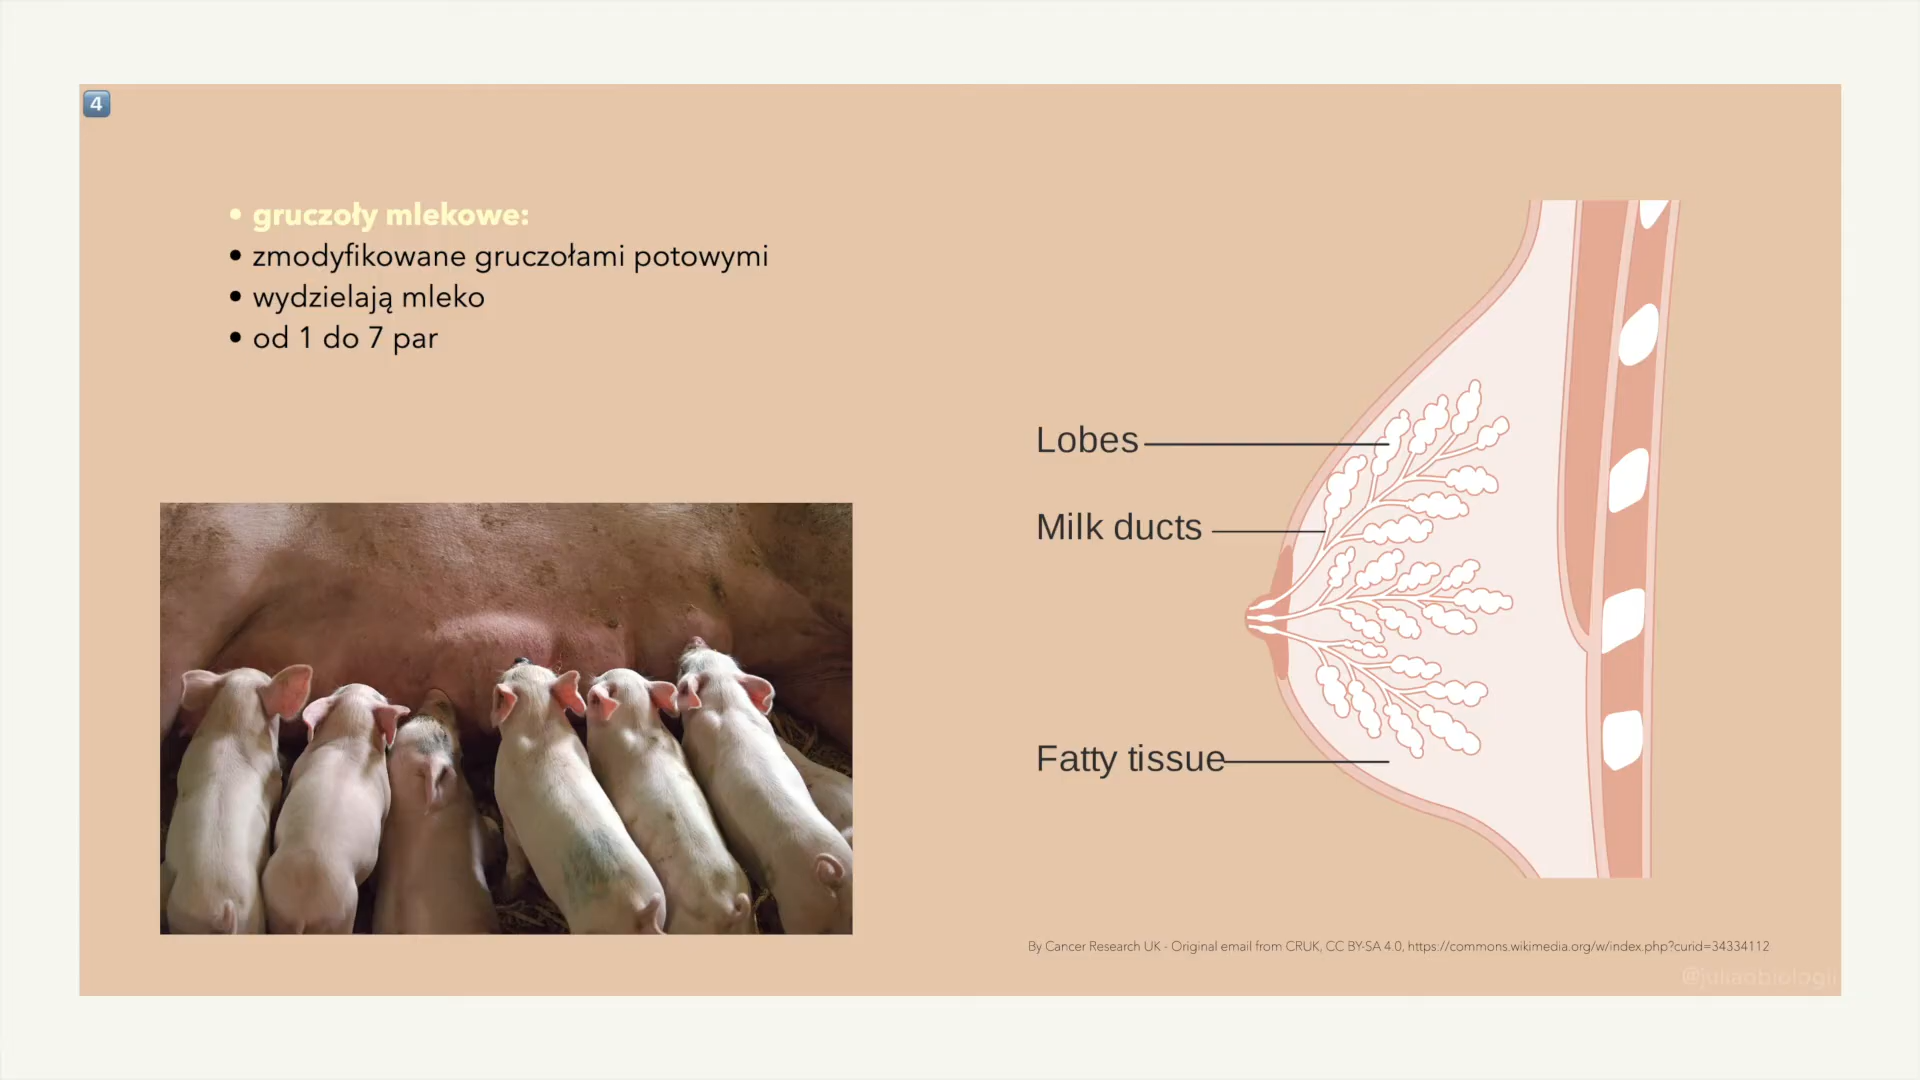 4
• gruczoły mlekowe:
• zmodyfikowane gruczołami potowymi
• wydzielają mleko
• od 1 do 7 par
Lobes
Milk ducts
Fatty tissue
By Cancer Research UK - Original email from CRUK, CC BY-SA 4.0, https://commons.wikimedia.org/w/index.php?curid=34334112
@juliaobiologii